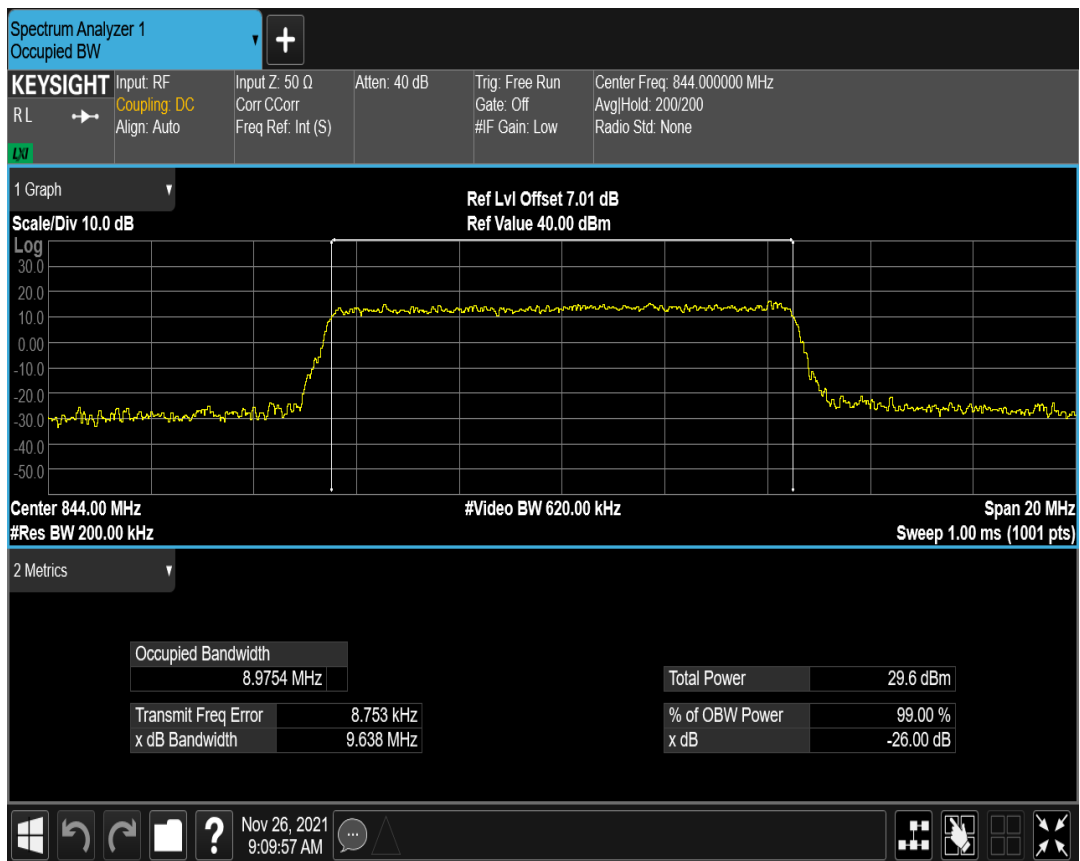 Spectrum Analyzer 1
Occupied BW
KEYSIGHT
R L
LXI
Input: RF
Coupling: DC
Align: Auto
Input Z: 50 Ω
Corr CCorr
Freq Ref: Int (S)
Atten: 40 dB
Trig: Free Run
Gate: Off
#IF Gain: Low
Center Freq: 844.000000 MHz
Avg|Hold: 200/200
Radio Std: None
1 Graph
Ref Lvl Offset 7.01 dB
Scale/Div 10.0 dB
Ref Value 40.00 dBm
Log
30.0
20.0
10.0
0.00
-10.0
-20.0
-30.0
-40.0
-50.0
Center 844.00 MHz
#Video BW 620.00 kHz
Span 20 MHz
#Res BW 200.00 kHz
Sweep 1.00 ms (1001 pts)
2 Metrics
Occupied Bandwidth
8.9754 MHz
Total Power 29.6 dBm
Transmit Freq Error 8.753 kHz
% of OBW Power 99.00 %
x dB Bandwidth 9.638 MHz
x dB -26.00 dB
Nov 26, 2021
9:09:57 AM